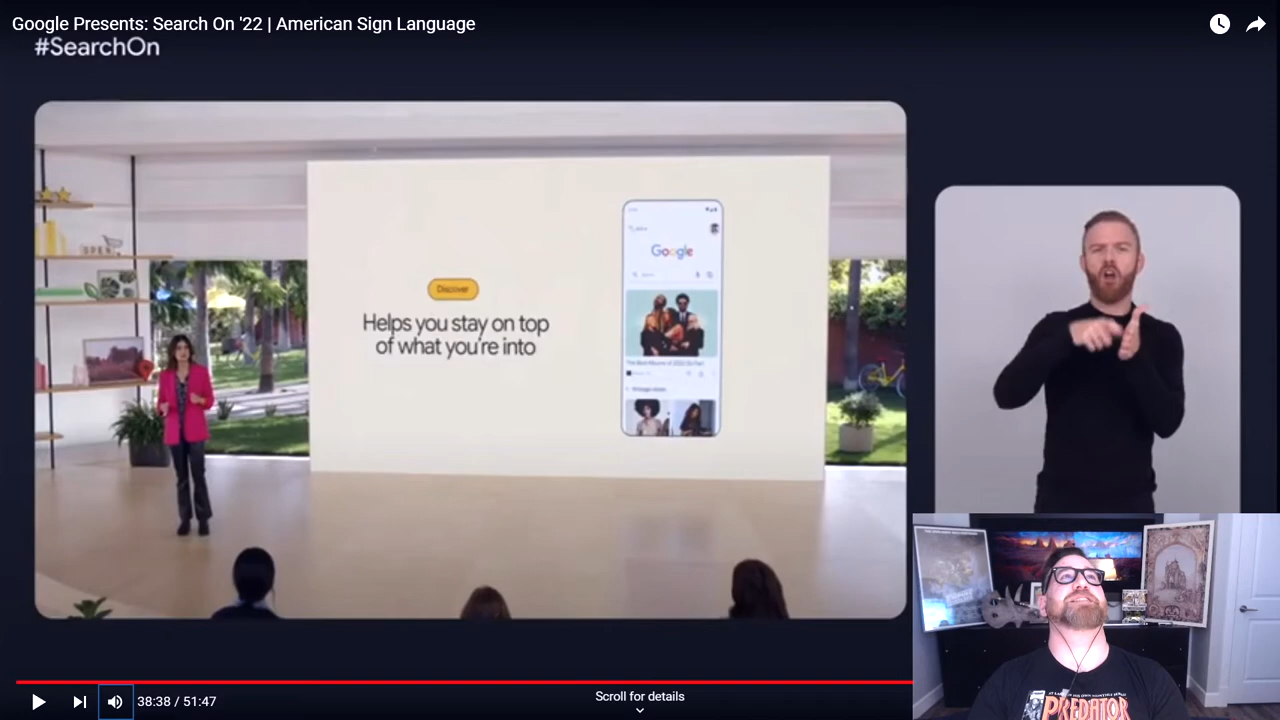 Google Presents: Search On '22 | American Sign Language
#SearchOn
OPEN
Discover
Helps you stay on top
of what you're into
Google
38:38 / 51:47
Scroll for details
PREDATOR